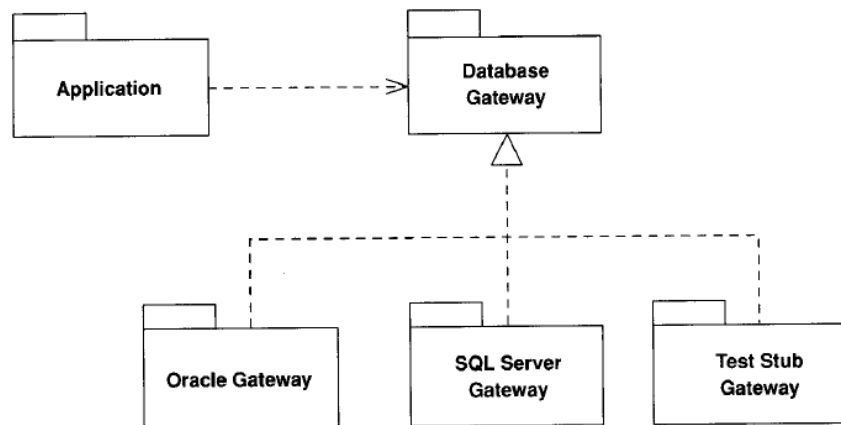 Application
Database
Gateway
Oracle Gateway
SQL Server
Gateway
Test Stub
Gateway